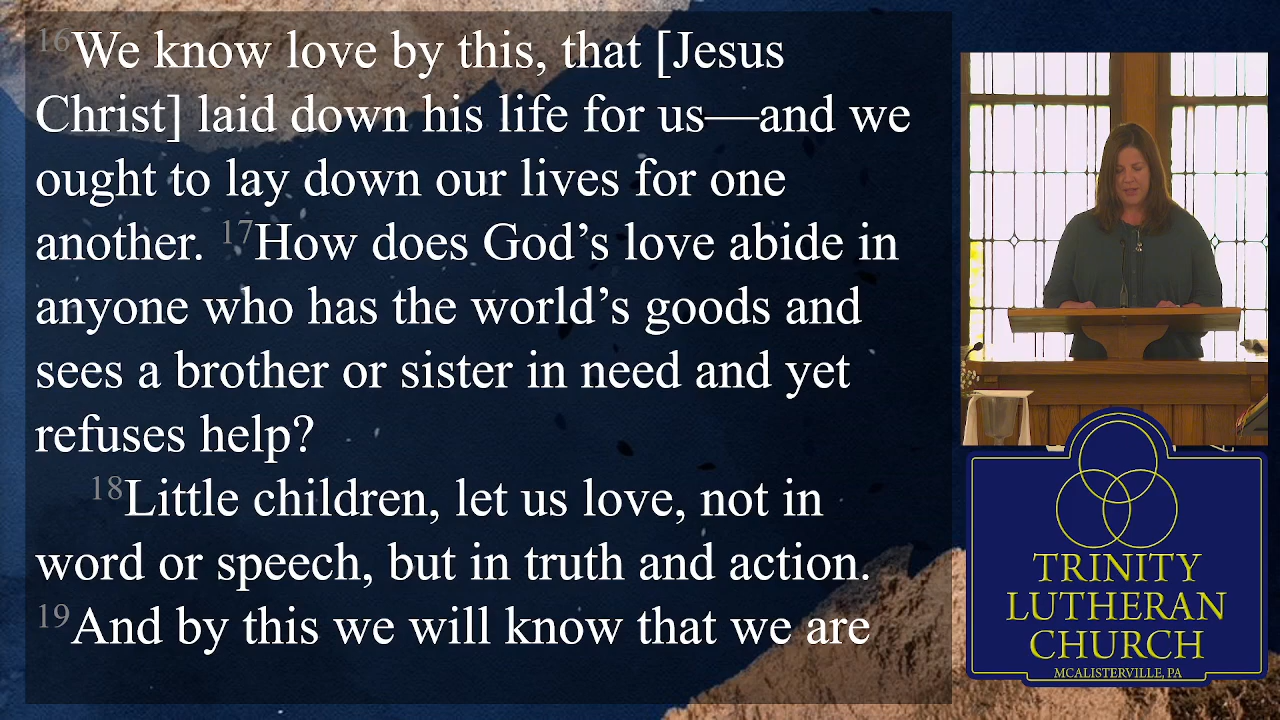 16We know love by this, that [Jesus
Christ] laid down his life for us—and we
ought to lay down our lives for one
another. 17How does God’s love abide in
anyone who has the world’s goods and
sees a brother or sister in need and yet
refuses help?
18Little children, let us love, not in
word or speech, but in truth and action.
19And by this we will know that we are
TRINITY
LUTHERAN
CHURCH
MCALISTERVILLE, PA